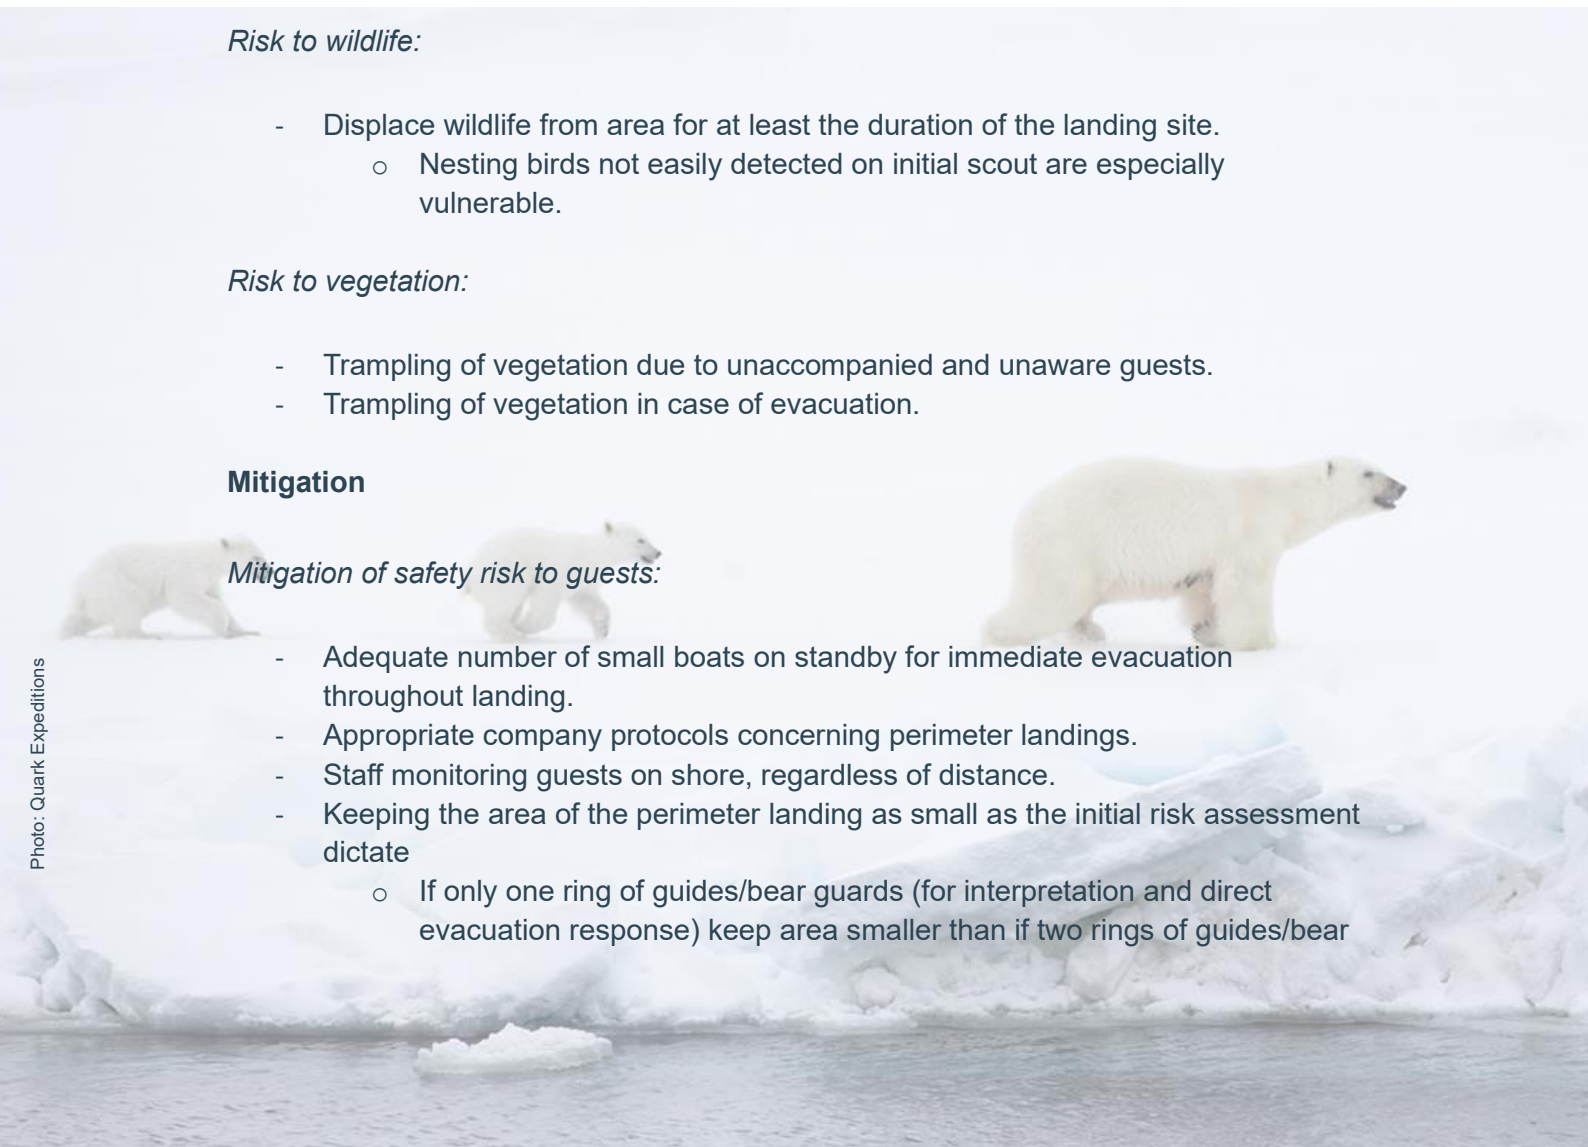 Risk to wildlife:
- Displace wildlife from area for at least the duration of the landing site.
o Nesting birds not easily detected on initial scout are especially
vulnerable.
Risk to vegetation:
- Trampling of vegetation due to unaccompanied and unaware guests.
- Trampling of vegetation in case of evacuation.
Mitigation
Mitigation of safety risk to guests:
- Adequate number of small boats on standby for immediate evacuation
throughout landing.
- Appropriate company protocols concerning perimeter landings.
- Staff monitoring guests on shore, regardless of distance.
- Keeping the area of the perimeter landing as small as the initial risk assessment
dictate
o If only one ring of guides/bear guards (for interpretation and direct
evacuation response) keep area smaller than if two rings of guides/bear
Photo: Quark Expeditions